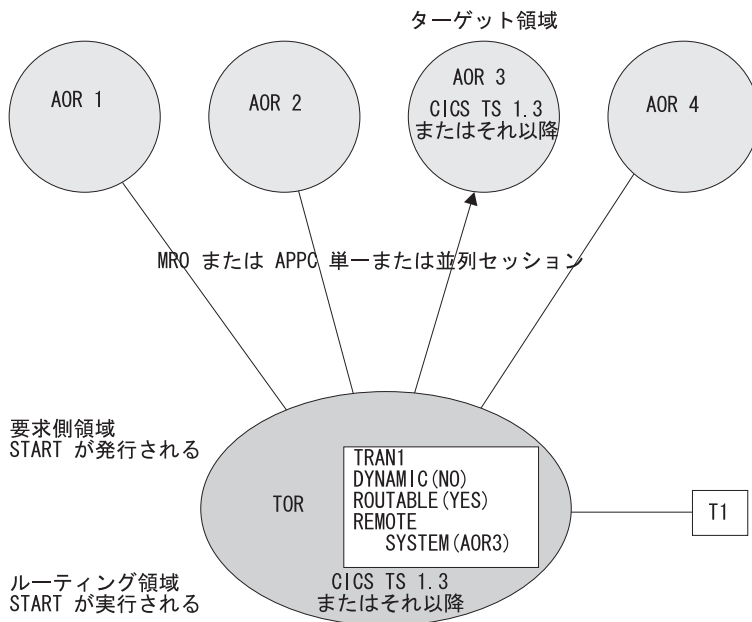 ターゲット領域
AOR 1
AOR 2
AOR 3
CICS TS 1.3
またはそれ以降
AOR 4
MRO または APPC 単一または並列セッション
要求側領域
START が発行される
TOR
TRAN1
DYNAMIC(NO)
ROUTABLE(YES)
REMOTE
SYSTEM(AOR3)
T1
ルーティング領域
START が実行される
CICS TS 1.3
またはそれ以降